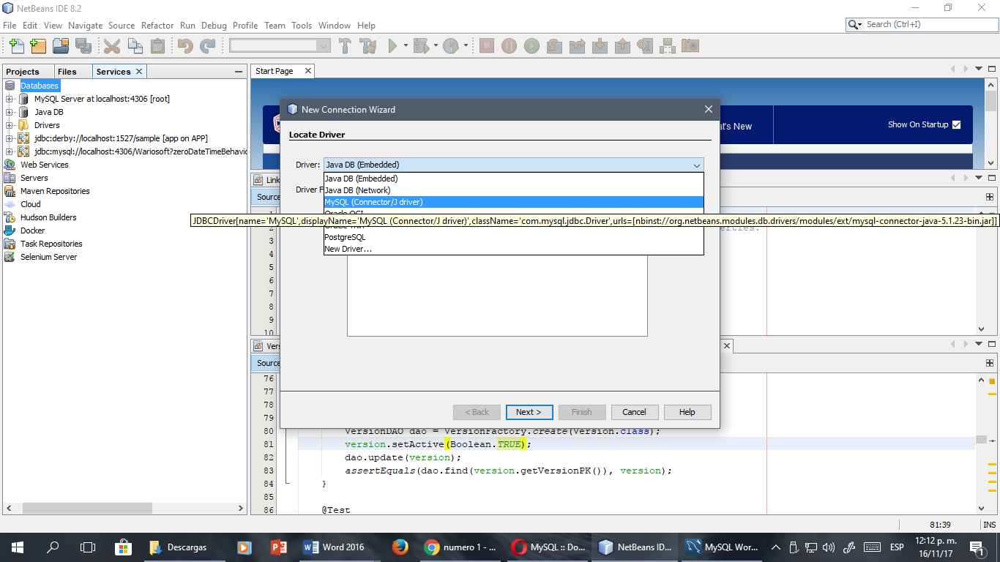 NetBeans IDE 8.2
File Edit View Navigate Source Refactor Run Debug Profile Team Tools Window Help
Search (Ctrl+I)
Projects Files Services
Start Page
Databases
MySQL Server at localhost:4306 [root]
Java DB
Drivers
jdbc:derby://localhost:1527/sample [app on APP]
jdbc:mysql://localhost:4306/Wariosoft?zeroDateTimeBehavio
Web Services
Servers
Maven Repositories
Cloud
Hudson Builders
Docker
Task Repositories
Selenium Server
at's New
Show On Startup
New Connection Wizard
Locate Driver
Driver: Java DB (Embedded)
Driver F
Java DB (Embedded)
Java DB (Network)
MySQL (Connector/J driver)
Oracle OCI
JDBCDriver[name='MySQL',displayName='MySQL (Connector/J driver)',className='com.mysql.jdbc.Driver',urls=[nbinst://org.netbeans.modules.db.drivers/modules/ext/mysql-connector-java-5.1.23-bin.jar]]
Oracle Thin
PostgreSQL
New Driver...
< Back Next > Finish Cancel Help
Link
Source
1
erties.
3
4
5
6
7
8
9
10
Vers
Source
76
77
78
79
80 VersionDAO dao = VersionFactory.create(Version.class);
81 version.setActive(Boolean.TRUE);
82 dao.update(version);
83 assertEquals(dao.find(version.getVersionPK()), version);
84 }
85
86 @Test
81:39 INS
Descargas
Word 2016
numero 1 - ...
MySQL :: Do...
NetBeans ID...
MySQL Wor...
ESP
12:12 p. m.
16/11/17
1